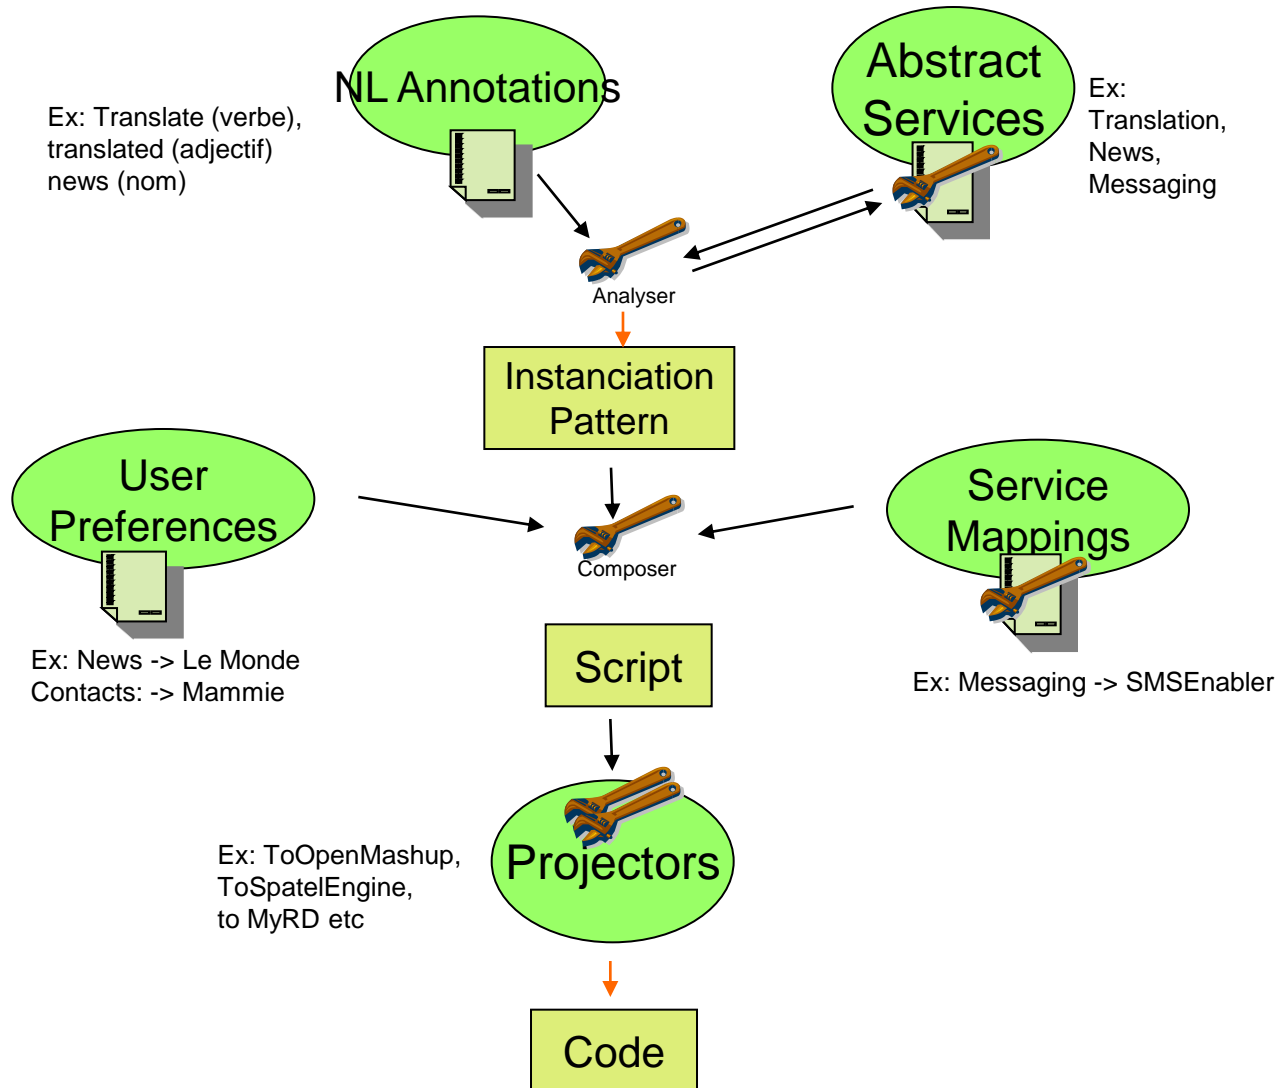 NL Annotations
Abstract
Services
Ex: Translate (verbe),
translated (adjectif)
news (nom)
Ex:
Translation,
News,
Messaging
Analyser
Instanciation
Pattern
User
Preferences
Service
Mappings
Composer
Ex: News -> Le Monde
Contacts: -> Mammie
Script
Ex: Messaging -> SMSEnabler
Ex: ToOpenMashup,
ToSpatelEngine,
to MyRD etc
Projectors
Code